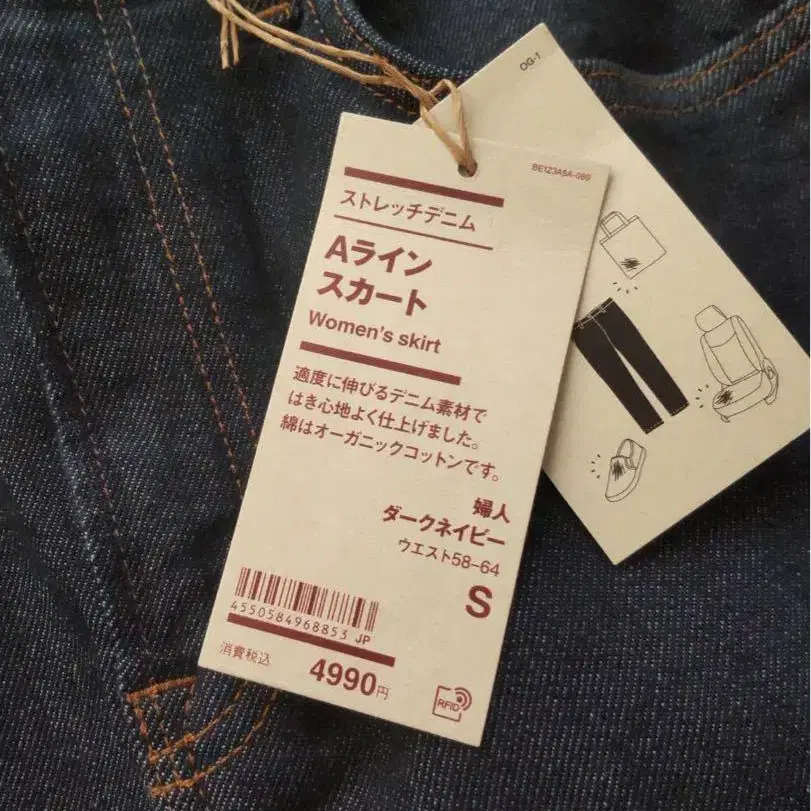 OG-1
BE1Z3A5A-069
ストレッチデニム
Aライン
スカート
Women's skirt
適度に伸びるデニム素材で
はき心地よく仕上げました。
綿はオーガニックコットンです。
婦人
ダークネイビー
ウエスト58-64
S
4550584968853 JP
消費税込
4990円
RFID